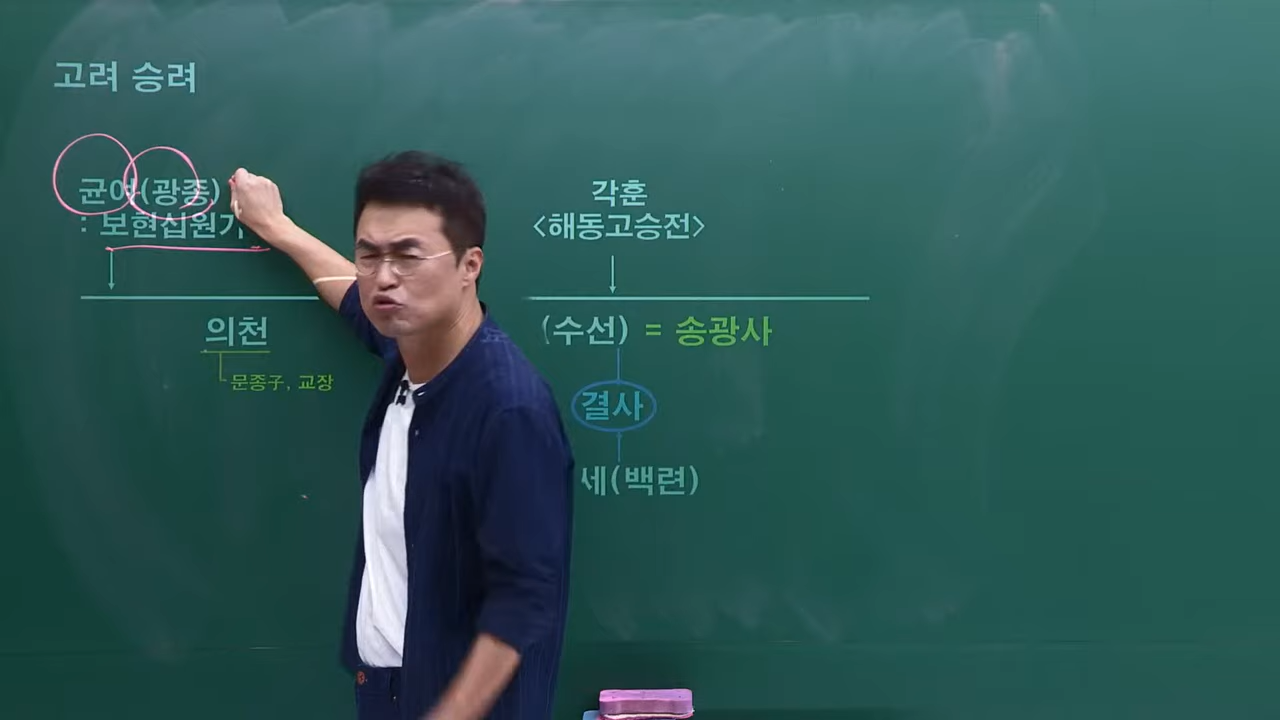 고려 승려
균여(광종)
: 보현십원가
각훈
<해동고승전>
의천
문종子, 교장
(수선) = 송광사
결사
세(백련)